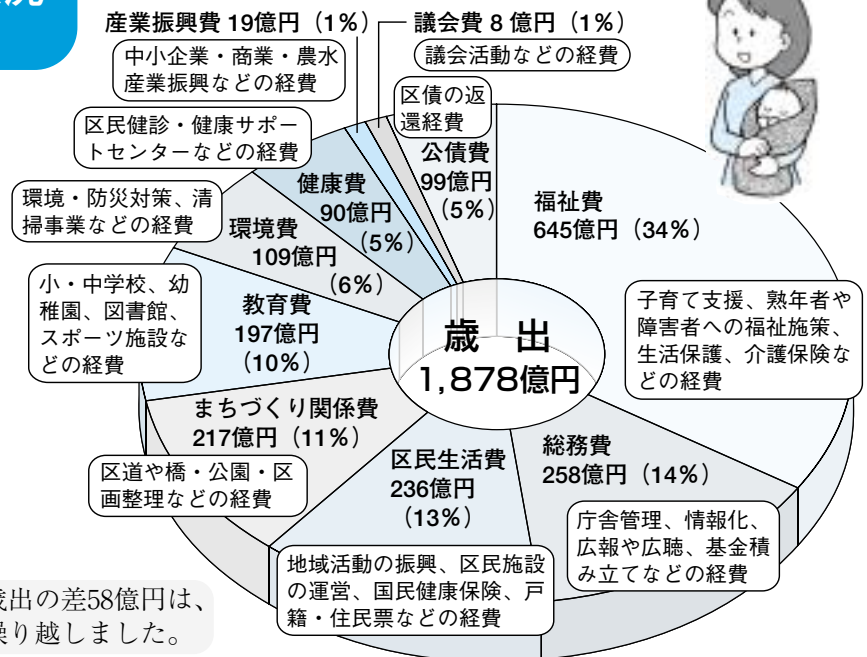 産業振興費 19億円（1%）
中小企業・商業・農水
産業振興などの経費
議会費 8 億円（1%）
議会活動などの経費
区債の返
還経費
公債費
99億円
（5%）
区民健診・健康サポー
トセンターなどの経費
健康費
90億円
（5%）
環境・防災対策、清
掃事業などの経費
環境費
109億円
（6%）
小・中学校、幼
稚園、図書館、
スポーツ施設な
どの経費
教育費
197億円
（10%）
福祉費
645億円（34%）
子育て支援、熟年者や
障害者への福祉施策、
生活保護、介護保険な
どの経費
歳 出
1,878億円
まちづくり関係費
217億円（11%）
区道や橋・公園・区
画整理などの経費
区民生活費
236億円
（13%）
地域活動の振興、区民施設
の運営、国民健康保険、戸
籍・住民票などの経費
総務費
258億円（14%）
庁舎管理、情報化、
広報や広聴、基金積
み立てなどの経費
歳出の差58億円は、
繰り越しました。